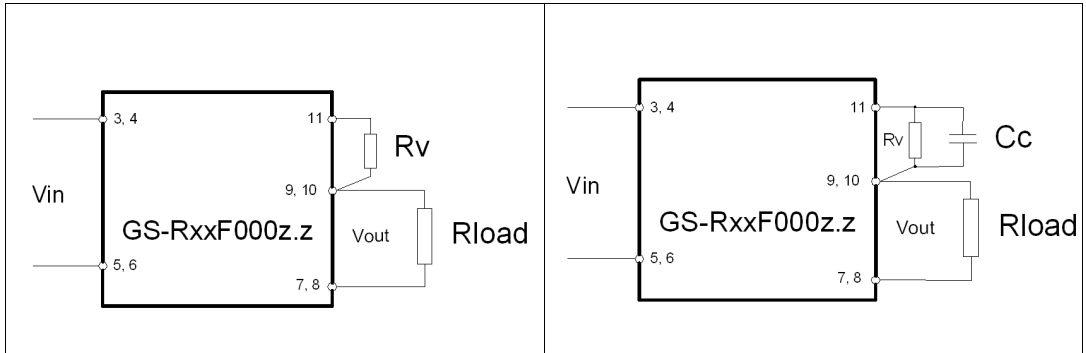 3, 4
11
Rv
Vin
9, 10
GS-RxxF000z.z
Vout
Rload
5, 6
7, 8
3, 4
11
Rv
Cc
Vin
9, 10
GS-RxxF000z.z
Vout
Rload
5, 6
7, 8